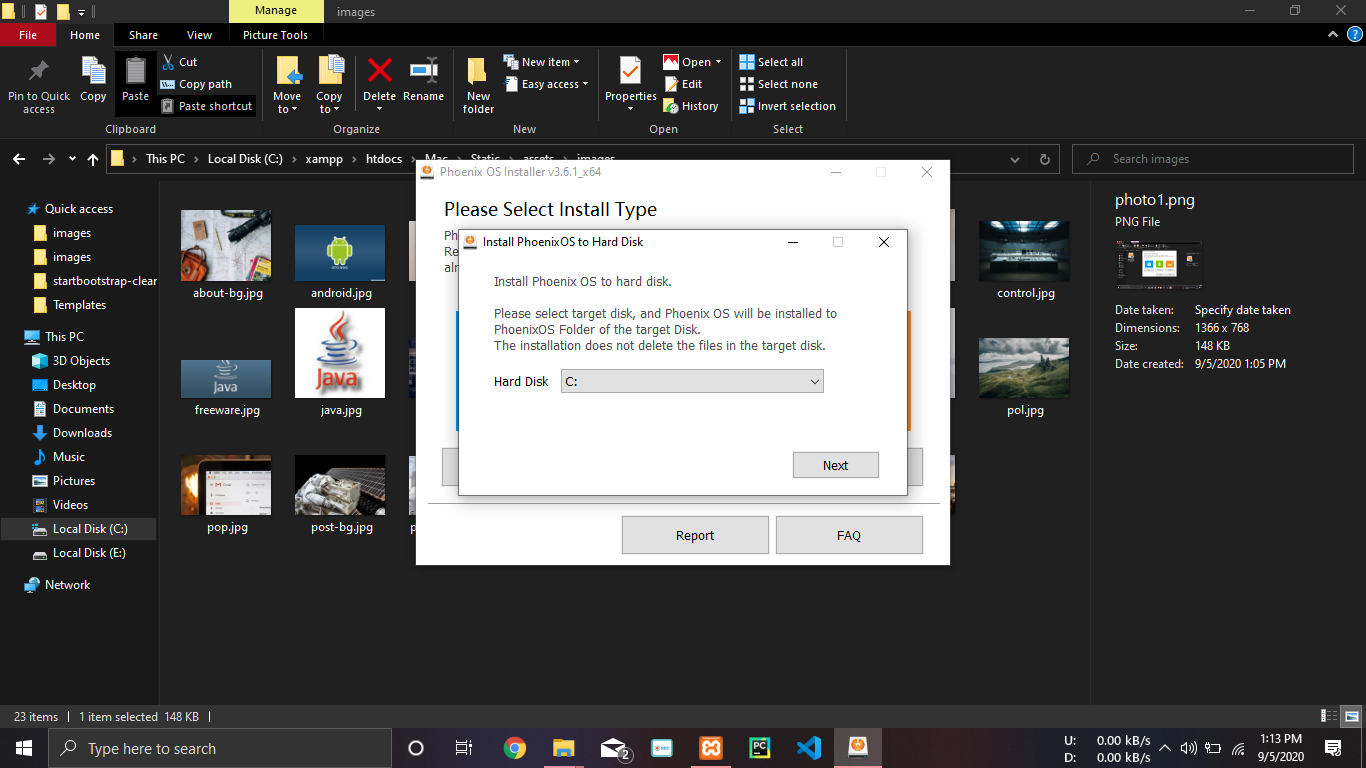 Manage
images
File
Home
Share
View
Picture Tools
Pin to Quick
access
Copy
Paste
Cut
Copy path
Paste shortcut
Clipboard
Move
to
Copy
to
Delete
Rename
Organize
New
folder
New item
Easy access
New
Properties
Open
Edit
History
Open
Select all
Select none
Invert selection
Select
This PC
Local Disk (C:)
xampp
htdocs
Mac
Static
assets
images
Search images
Quick access
images
images
startbootstrap-clear
Templates
This PC
3D Objects
Desktop
Documents
Downloads
Music
Pictures
Videos
Local Disk (C:)
Local Disk (E:)
Network
about-bg.jpg
android.jpg
control.jpg
freeware.jpg
java.jpg
pol.jpg
pop.jpg
post-bg.jpg
Phoenix OS Installer v3.6.1_x64
Please Select Install Type
Install PhoenixOS to Hard Disk
Install Phoenix OS to hard disk.
Please select target disk, and Phoenix OS will be installed to
PhoenixOS Folder of the target Disk.
The installation does not delete the files in the target disk.
Hard Disk
C:
Next
Report
FAQ
photo1.png
PNG File
Date taken: Specify date taken
Dimensions: 1366 x 768
Size: 148 KB
Date created: 9/5/2020 1:05 PM
23 items
1 item selected 148 KB
Type here to search
2
U: 0.00 kB/s
D: 0.00 kB/s
1:13 PM
9/5/2020